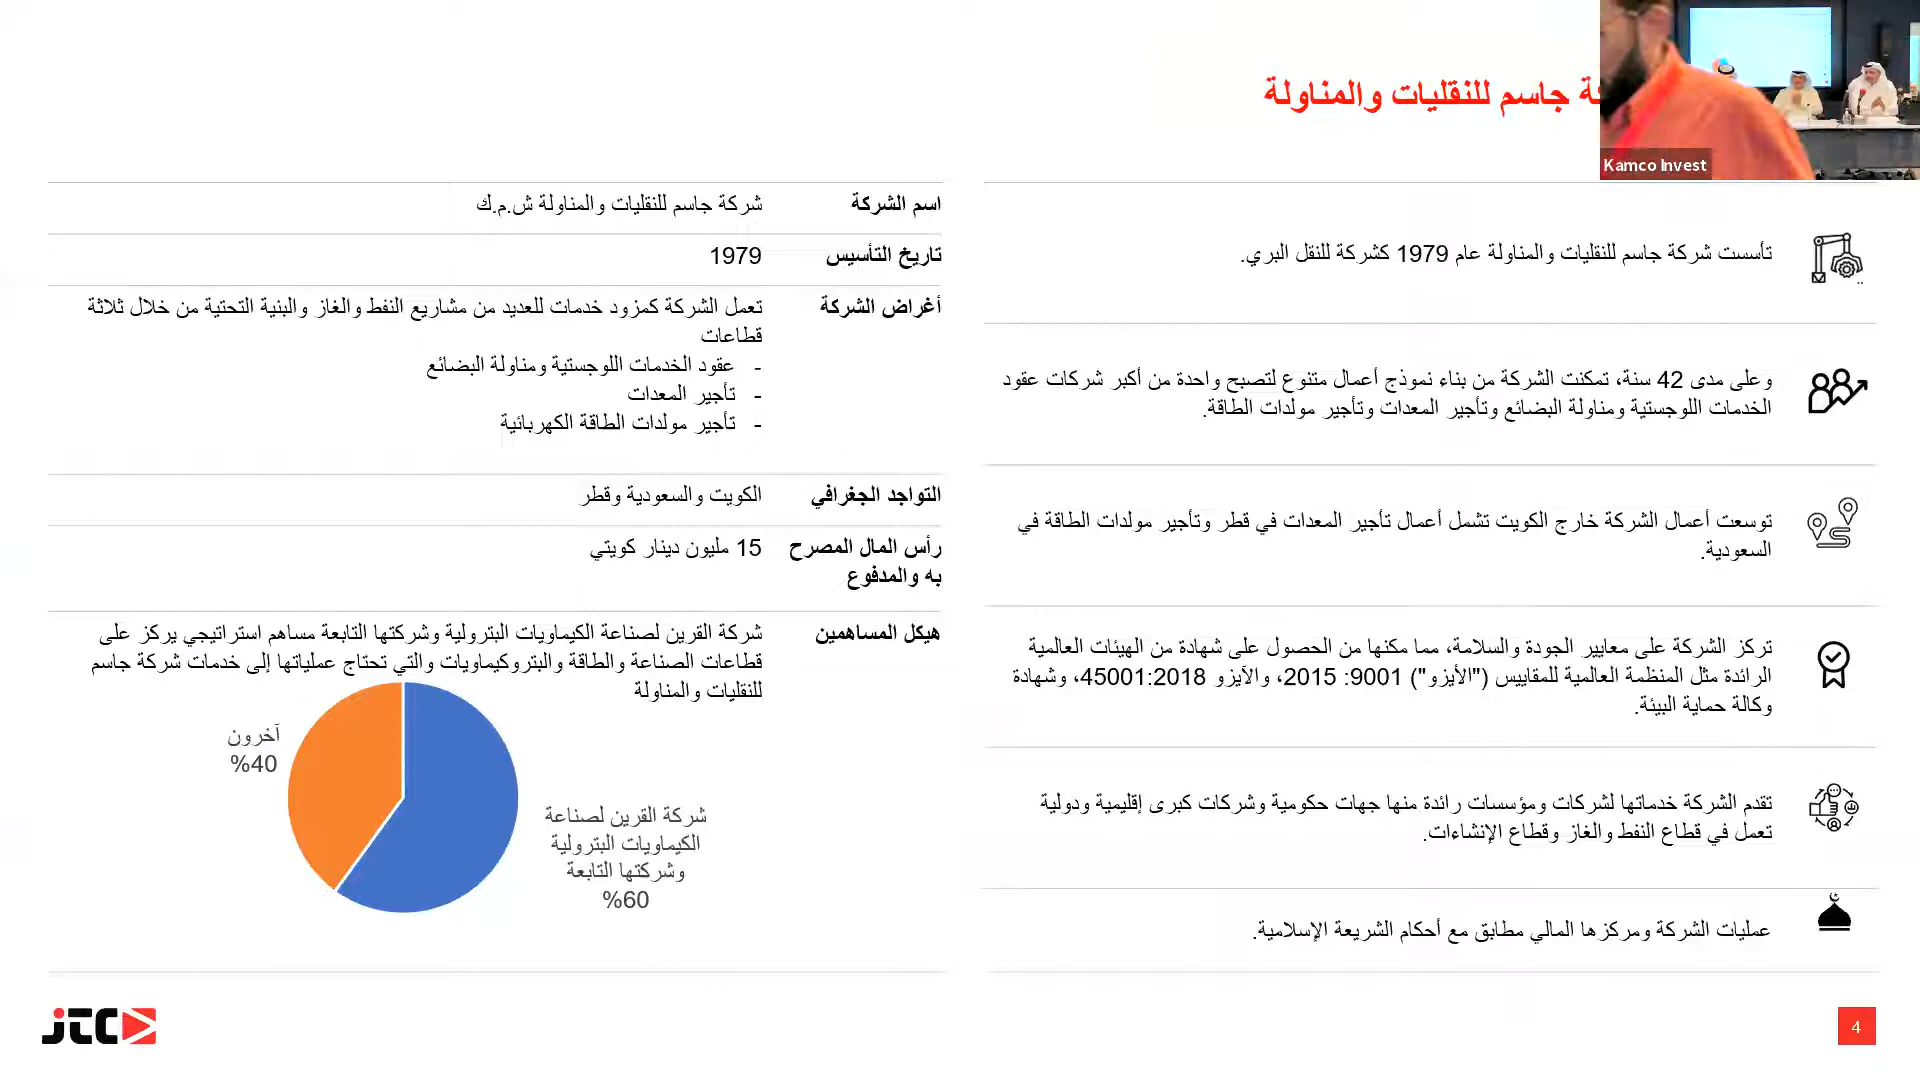 جاسم للنقليات والمناولة
Kamco Invest
تأسست شركة جاسم للنقليات والمناولة عام 1979 كشركة للنقل البري.
وعلى مدى 42 سنة، تمكنت الشركة من بناء نموذج أعمال متنوع لتصبح واحدة من أكبر شركات عقود
الخدمات اللوجستية ومناولة البضائع وتأجير المعدات وتأجير مولدات الطاقة.
توسعت أعمال الشركة خارج الكويت تشمل أعمال تأجير المعدات في قطر وتأجير مولدات الطاقة في
السعودية.
تركز الشركة على معايير الجودة والسلامة، مما مكنها من الحصول على شهادة من الهيئات العالمية
الرائدة مثل المنظمة العالمية للمقاييس ("الأيزو") 9001: 2015، والآيزو 45001:2018، وشهادة
وكالة حماية البيئة.
تقدم الشركة خدماتها لشركات ومؤسسات رائدة منها جهات حكومية وشركات كبرى إقليمية ودولية
تعمل في قطاع النفط والغاز وقطاع الإنشاءات.
عمليات الشركة ومركزها المالي مطابق مع أحكام الشريعة الإسلامية.
اسم الشركة
شركة جاسم للنقليات والمناولة ش.م.ك
تاريخ التأسيس
1979
أغراض الشركة
تعمل الشركة كمزود خدمات للعديد من مشاريع النفط والغاز والبنية التحتية من خلال ثلاثة
قطاعات
- عقود الخدمات اللوجستية ومناولة البضائع
- تأجير المعدات
- تأجير مولدات الطاقة الكهربائية
التواجد الجغرافي
الكويت والسعودية وقطر
رأس المال المصرح
به والمدفوع
15 مليون دينار كويتي
هيكل المساهمين
شركة القرين لصناعة الكيماويات البترولية وشركتها التابعة مساهم استراتيجي يركز على
قطاعات الصناعة والطاقة والبتروكيماويات والتي تحتاج عملياتها إلى خدمات شركة جاسم
للنقليات والمناولة
آخرون
%40
شركة القرين لصناعة
الكيماويات البترولية
وشركتها التابعة
%60
JTC
4